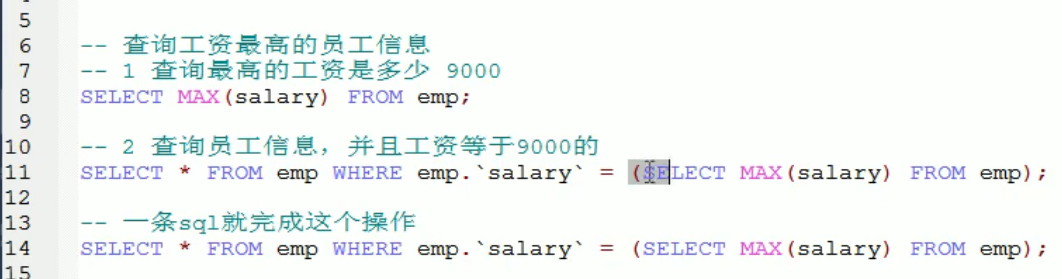 5
6 -- 查询工资最高的员工信息
7 -- 1 查询最高的工资是多少 9000
8 SELECT MAX(salary) FROM emp;
9
10 -- 2 查询员工信息，并且工资等于9000的
11 SELECT * FROM emp WHERE emp.`salary` = (SELECT MAX(salary) FROM emp);
12
13 -- 一条sql就完成这个操作
14 SELECT * FROM emp WHERE emp.`salary` = (SELECT MAX(salary) FROM emp);
15